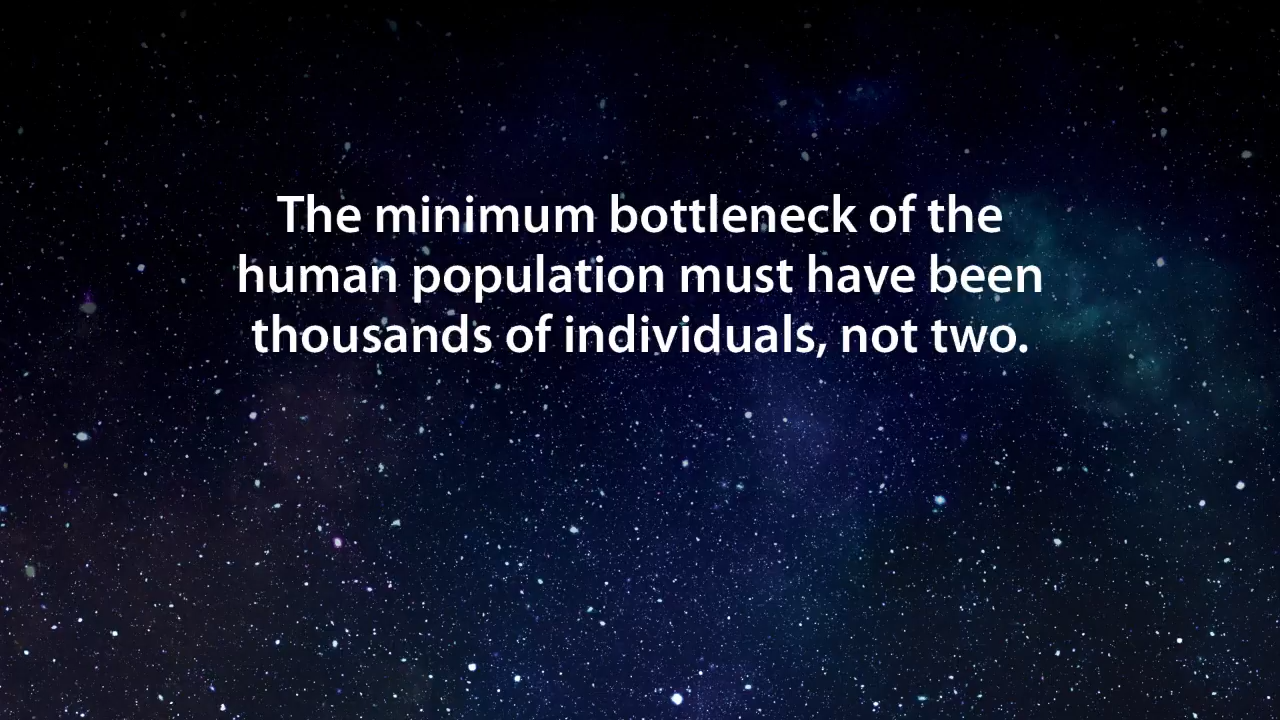 The minimum bottleneck of the
human population must have been
thousands of individuals, not two.